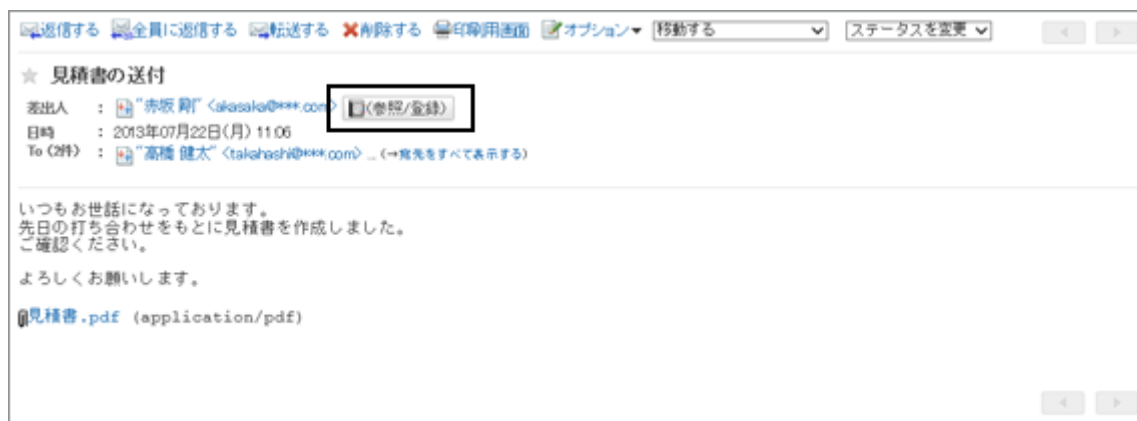 返信する 全員に返信する 転送する 削除する 印刷用画面 オプション▼ 移動する ステータスを変更
★ 見積書の送付
差出人 : "赤坂 剛" <akasaka@***.com> (参照/登録)
日時 : 2013年07月22日(月) 11:06
To (2件) : "高橋 健太" <takahashi@***.com> … (→宛先をすべて表示する)
いつもお世話になっております。
先日の打ち合わせをもとに見積書を作成しました。
ご確認ください。
よろしくお願いします。
見積書.pdf (application/pdf)